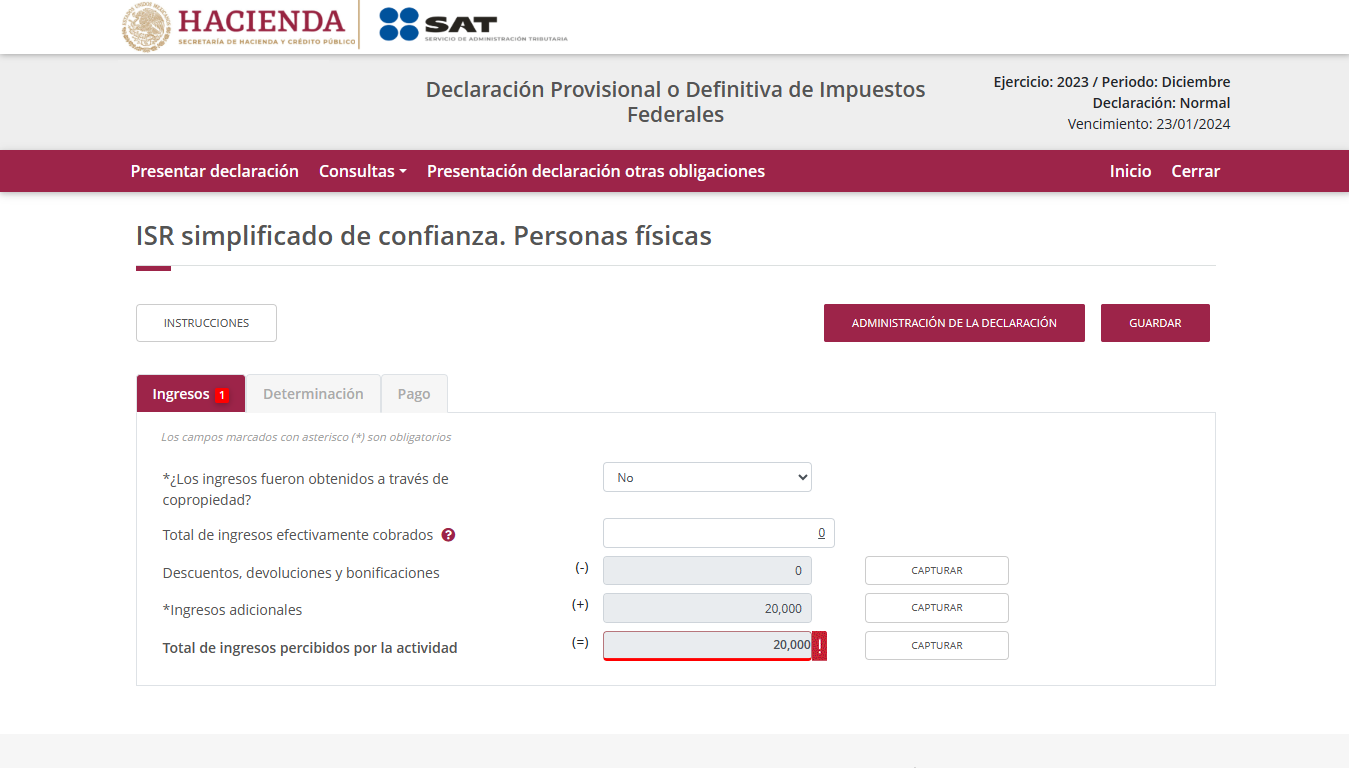 HACIENDA
SECRETARÍA DE HACIENDA Y CRÉDITO PÚBLICO
SAT
SERVICIO DE ADMINISTRACIÓN TRIBUTARIA
Declaración Provisional o Definitiva de Impuestos
Federales
Ejercicio: 2023 / Periodo: Diciembre
Declaración: Normal
Vencimiento: 23/01/2024
Presentar declaración Consultas Presentación declaración otras obligaciones Inicio Cerrar
ISR simplificado de confianza. Personas físicas
INSTRUCCIONES ADMINISTRACIÓN DE LA DECLARACIÓN GUARDAR
Ingresos 1 Determinación Pago
Los campos marcados con asterisco (*) son obligatorios
*¿Los ingresos fueron obtenidos a través de
copropiedad?
No
Total de ingresos efectivamente cobrados ? 0
Descuentos, devoluciones y bonificaciones (-) 0 CAPTURAR
*Ingresos adicionales (+) 20,000 CAPTURAR
Total de ingresos percibidos por la actividad (=) 20,000 ! CAPTURAR